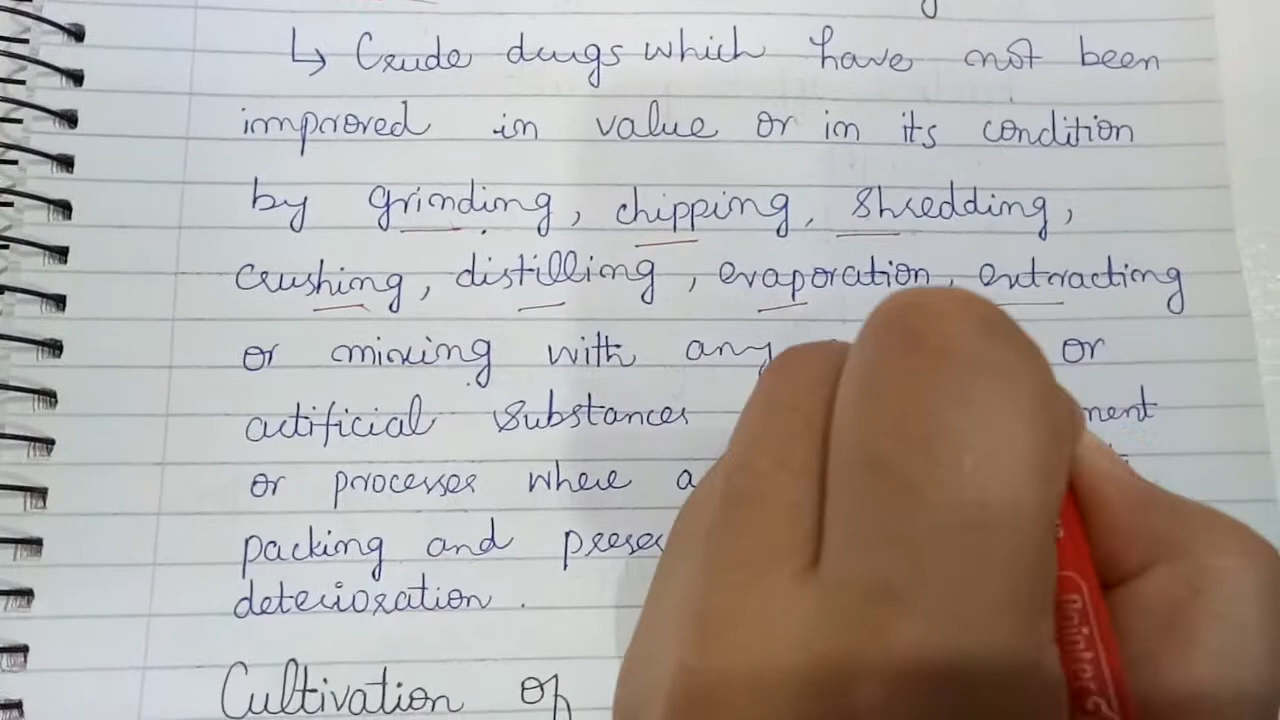 ↳ Crude drugs which have not been
improved in value or in its condition
by grinding, chipping, shredding,
crushing, distilling, evaporation, extracting
or mixing with any or
artificial substances
or processes where
packing and
deterioration.
Cultivation of